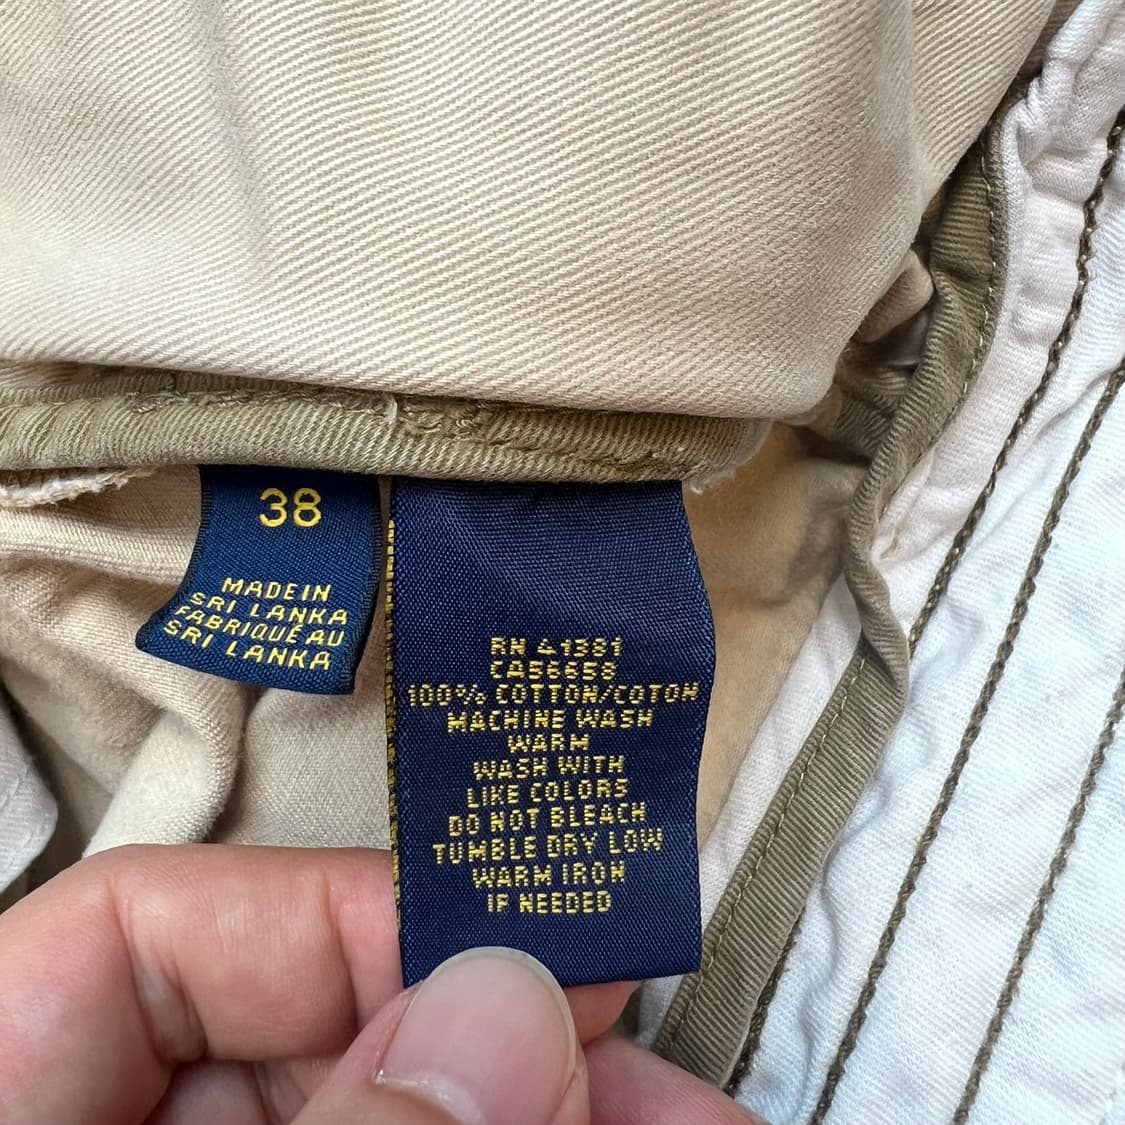 38
MADE IN
SRI LANKA
FABRIQUÉ AU
SRI LANKA
RN 41381
CA56658
100% COTTON/COTON
MACHINE WASH
WARM
WASH WITH
LIKE COLORS
DO NOT BLEACH
TUMBLE DRY LOW
WARM IRON
IF NEEDED